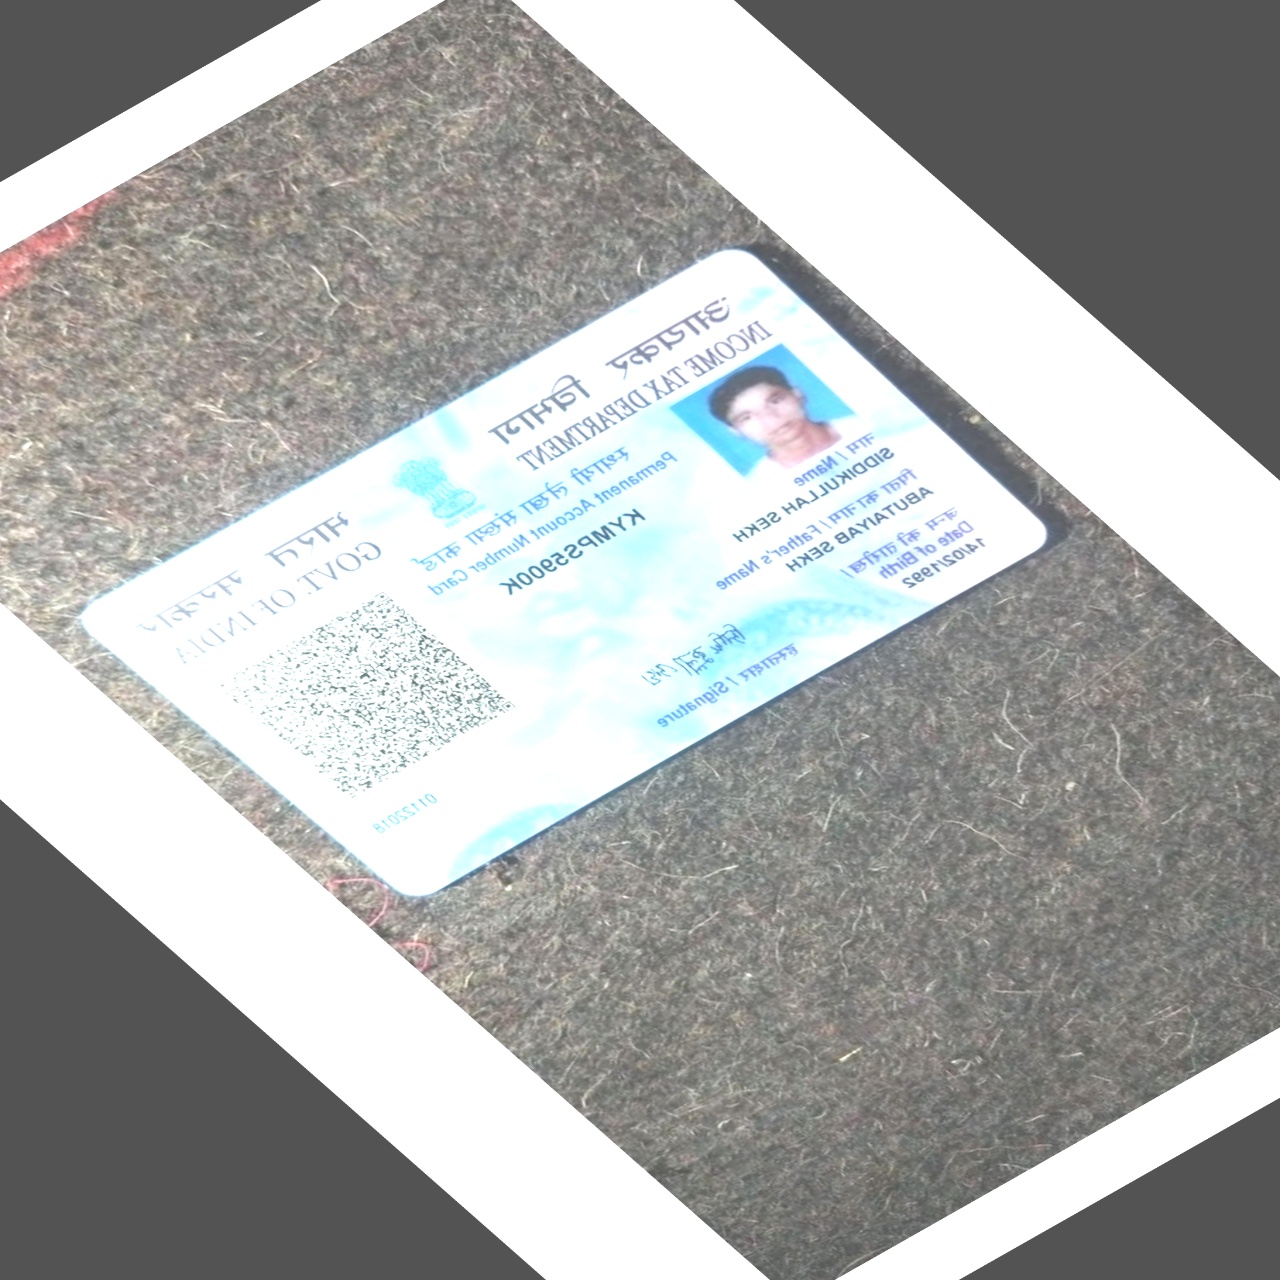 आयकर विभाग
INCOME TAX DEPARTMENT
भारत सरकार
GOVT. OF INDIA
स्थायी लेखा संख्या कार्ड
Permanent Account Number Card
KYMPS5900K
नाम / Name
SIDDIKULLAH SEKH
पिता का नाम / Father's Name
ABUTAIYAB SEKH
जन्म की तारीख /
Date of Birth
14/02/1992
हस्ताक्षर / Signature
01122018